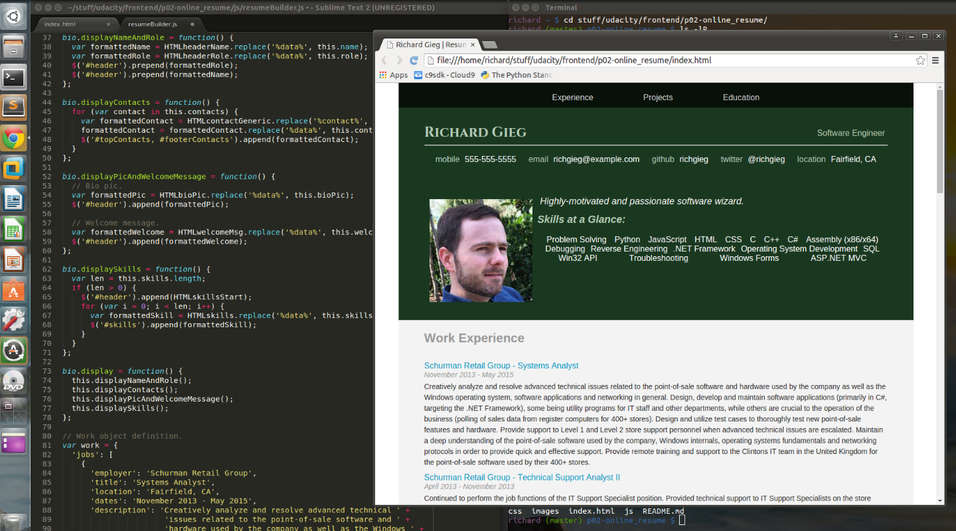 ~/stuff/udacity/frontend/p02-online_resume/js/resumeBuilder.js • - Sublime Text 2 (UNREGISTERED)
Terminal
index.html
resumeBuilder.js
richard ~ $ cd stuff/udacity/frontend/p02-online_resume/
37 bio.displayNameAndRole = function() {
38 var formattedName = HTMLheaderName.replace('%data%', this.name);
39 var formattedRole = HTMLheaderRole.replace('%data%', this.role);
40 $('#header').prepend(formattedRole);
41 $('#header').prepend(formattedName);
42 };
43
44 bio.displayContacts = function() {
45 for (var contact in this.contacts) {
46 var formattedContact = HTMLcontactGeneric.replace('%contact%',
47 formattedContact = formattedContact.replace('%data%', this.cont
48 $('#topContacts, #footerContacts').append(formattedContact);
49 }
50 };
51
52 bio.displayPicAndWelcomeMessage = function() {
53 // Bio pic.
54 var formattedPic = HTMLbioPic.replace('%data%', this.bioPic);
55 $('#header').append(formattedPic);
56
57 // Welcome message.
58 var formattedWelcome = HTMLwelcomeMsg.replace('%data%', this.welc
59 $('#header').append(formattedWelcome);
60 };
61
62 bio.displaySkills = function() {
63 var len = this.skills.length;
64 if (len > 0) {
65 $('#header').append(HTMLskillsStart);
66 for (var i = 0; i < len; i++) {
67 var formattedSkill = HTMLskills.replace('%data%', this.skills
68 $('#skills').append(formattedSkill);
69 }
70 }
71 };
72
73 bio.display = function() {
74 this.displayNameAndRole();
75 this.displayContacts();
76 this.displayPicAndWelcomeMessage();
77 this.displaySkills();
78 };
79
80 // Work object definition.
81 var work = {
82 'jobs': [
83 {
84 'employer': 'Schurman Retail Group',
85 'title': 'Systems Analyst',
86 'location': 'Fairfield, CA',
87 'dates': 'November 2013 - May 2015',
88 'description': 'Creatively analyze and resolve advanced technical ' +
'issues related to the point-of-sale software and ' +
'hardware used by the company as well as the Windows ' +
Richard Gieg | Resum
file:///home/richard/stuff/udacity/frontend/p02-online_resume/index.html
Apps c9sdk - Cloud9 The Python Stand
Experience Projects Education
RICHARD GIEG
Software Engineer
mobile 555-555-5555 email richgieg@example.com github richgieg twitter @richgieg location Fairfield, CA
Highly-motivated and passionate software wizard.
Skills at a Glance:
Problem Solving Python JavaScript HTML CSS C C++ C# Assembly (x86/x64)
Debugging Reverse Engineering .NET Framework Operating System Development SQL
Win32 API Troubleshooting Windows Forms ASP.NET MVC
Work Experience
Schurman Retail Group - Systems Analyst
November 2013 - May 2015
Creatively analyze and resolve advanced technical issues related to the point-of-sale software and hardware used by the company as well as the
Windows operating system, software applications and networking in general. Design, develop and maintain software applications (primarily in C#,
targeting the .NET Framework), some being utility programs for IT staff and other departments, while others are crucial to the operation of the
business (polling of sales data from register computers for 400+ stores). Design and utilize test cases to thoroughly test new point-of-sale
features and hardware. Provide support to Level 1 and Level 2 store support personnel when advanced technical issues are escalated. Maintain
a deep understanding of the point-of-sale software used by the company, Windows internals, operating systems fundamentals and networking
protocols in order to provide quick and effective support. Provide remote training and support to the Clintons IT team in the United Kingdom for
the point-of-sale software used by their 400+ stores.
Schurman Retail Group - Technical Support Analyst II
April 2013 - November 2013
Continued to perform the job functions of the IT Support Specialist position. Provided technical support to IT Support Specialists on the store
css images index.html js README.md
richard (master) p02-online_resume $